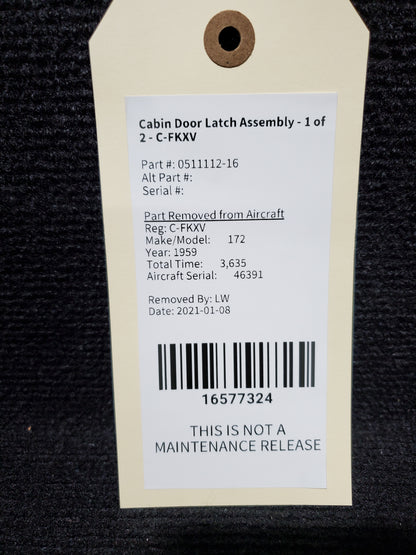 Cabin Door Latch Assembly - 1 of
2 - C-FKXV
Part #: 0511112-16
Alt Part #:
Serial #:
Part Removed from Aircraft
Reg: C-FKXV
Make/Model: 172
Year: 1959
Total Time: 3,635
Aircraft Serial: 46391
Removed By: LW
Date: 2021-01-08
16577324
THIS IS NOT A
MAINTENANCE RELEASE